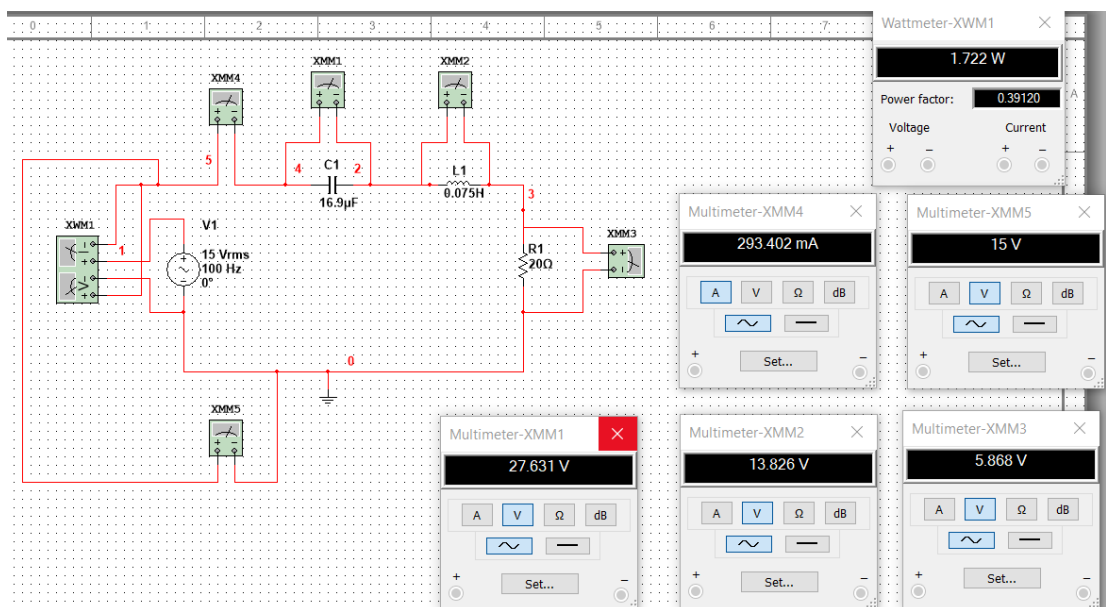 0 1 2 3 4 5 6 7
Wattmeter-XWM1
1.722 W
Power factor: 0.39120
Voltage Current
+ − + −
A
XMM4
XMM1
XMM2
5
4
C1
2
16.9µF
L1
0.075H
3
XWM1
1
V1
15 Vrms
100 Hz
0°
R1
20Ω
XMM3
0
XMM5
Multimeter-XMM4
293.402 mA
A V Ω dB
+ Set... −
Multimeter-XMM5
15 V
A V Ω dB
+ Set... −
Multimeter-XMM1
27.631 V
A V Ω dB
+ Set... −
Multimeter-XMM2
13.826 V
A V Ω dB
+ Set... −
Multimeter-XMM3
5.868 V
A V Ω dB
+ Set... −